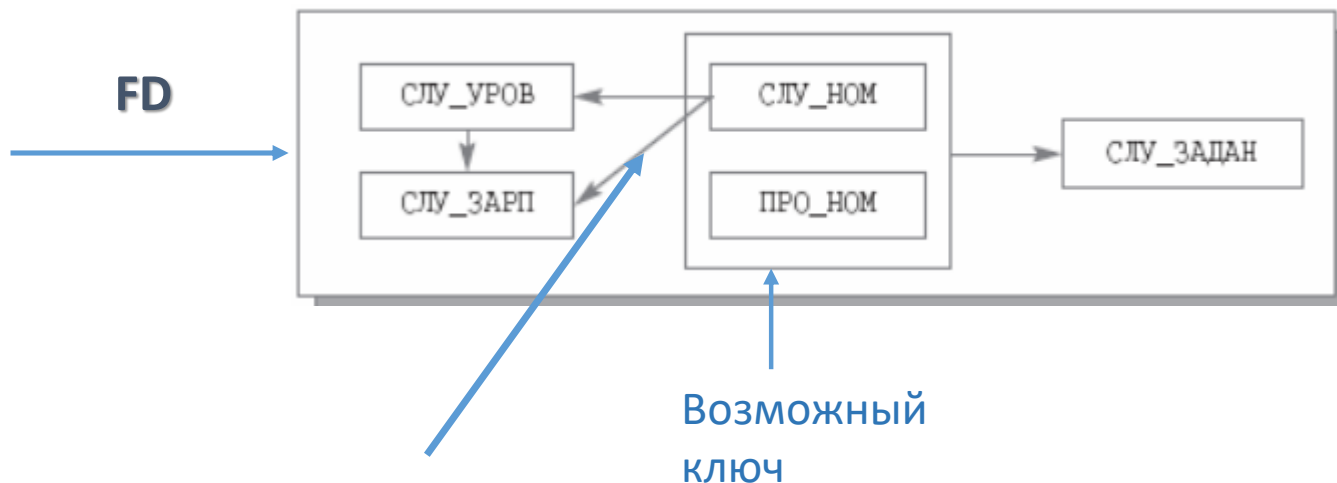 FD
СЛУ_УРОВ
СЛУ_НОМ
СЛУ_ЗАДАН
СЛУ_ЗАРП
ПРО_НОМ
Возможный
ключ